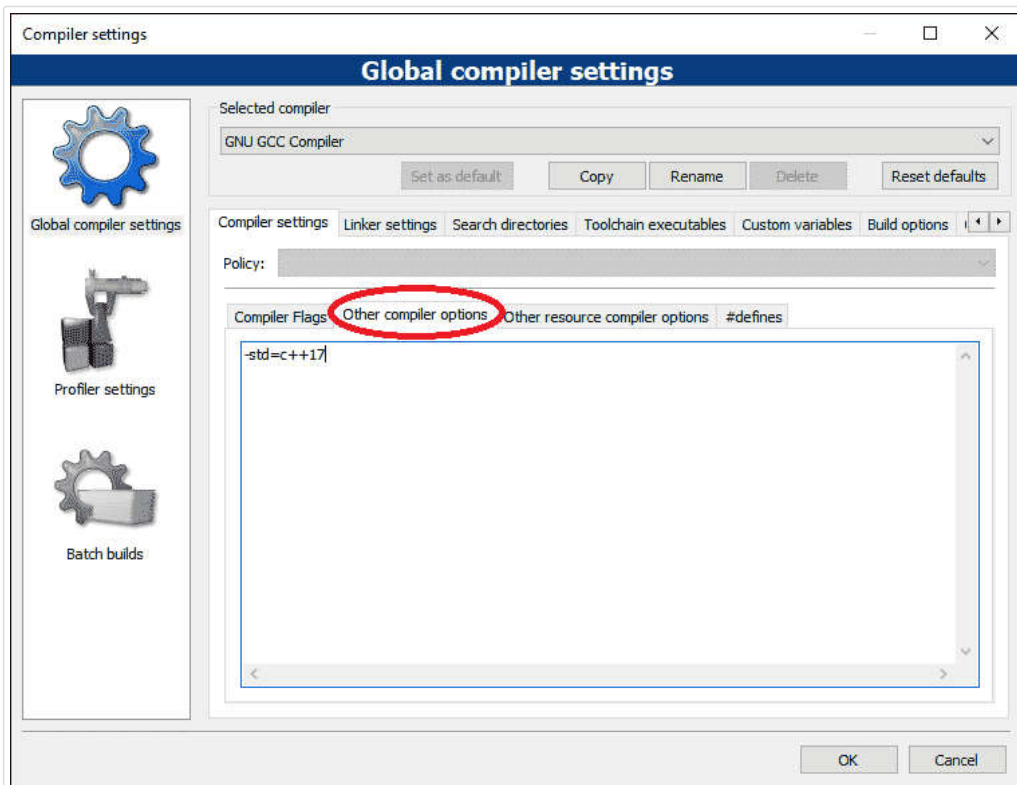 Compiler settings
Global compiler settings
Selected compiler
GNU GCC Compiler
Set as default Copy Rename Delete Reset defaults
Global compiler settings
Compiler settings Linker settings Search directories Toolchain executables Custom variables Build options
Policy:
Compiler Flags Other compiler options Other resource compiler options #defines
-std=c++17
Profiler settings
Batch builds
OK Cancel